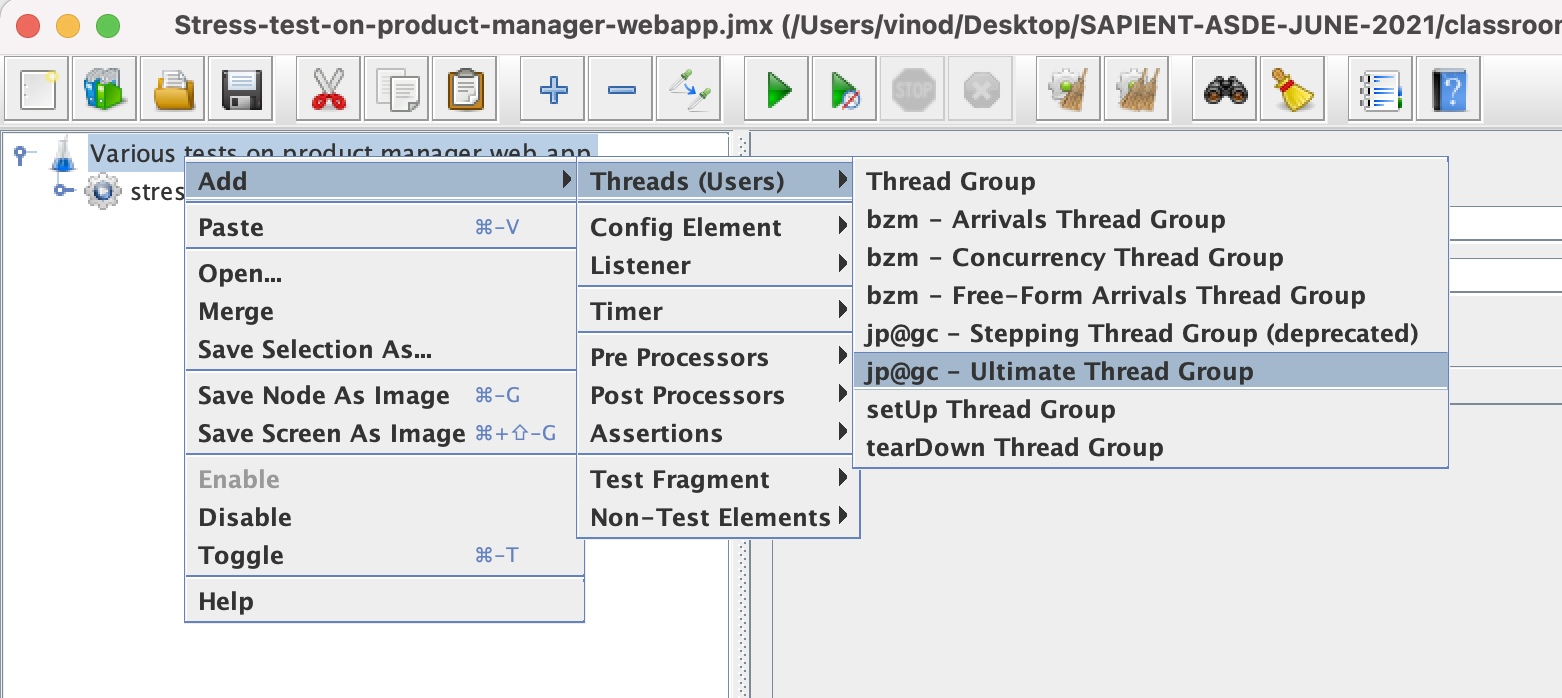 Stress-test-on-product-manager-webapp.jmx (/Users/vinod/Desktop/SAPIENT-ASDE-JUNE-2021/classroom
STOP
?
Various tests on product manager web app
stres
Add
Paste ⌘-V
Open...
Merge
Save Selection As...
Save Node As Image ⌘-G
Save Screen As Image ⌘+⇧-G
Enable
Disable
Toggle ⌘-T
Help
Threads (Users)
Config Element
Listener
Timer
Pre Processors
Post Processors
Assertions
Test Fragment
Non-Test Elements
Thread Group
bzm - Arrivals Thread Group
bzm - Concurrency Thread Group
bzm - Free-Form Arrivals Thread Group
jp@gc - Stepping Thread Group (deprecated)
jp@gc - Ultimate Thread Group
setUp Thread Group
tearDown Thread Group